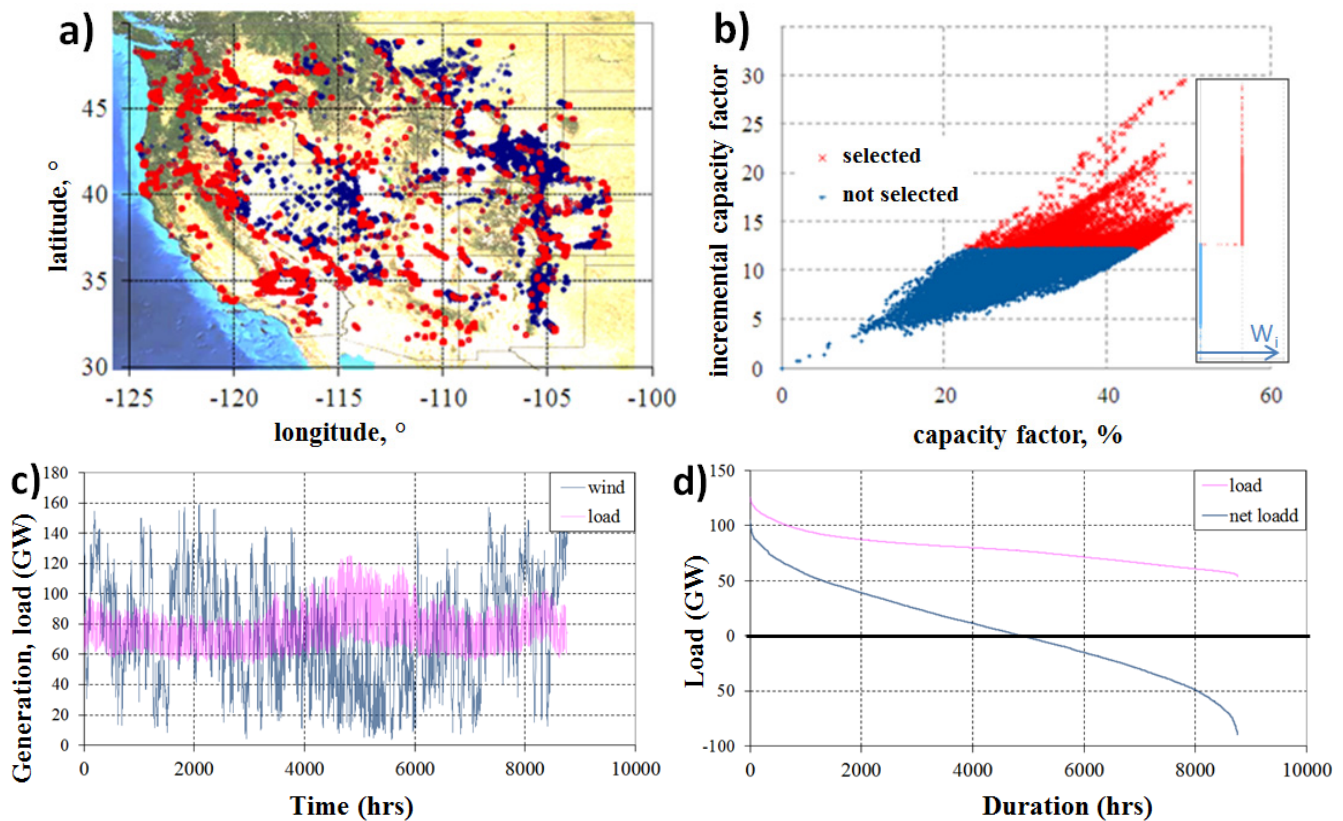 a)
latitude, °
45
40
35
30
-125 -120 -115 -110 -105 -100
longitude, °
b)
incremental capacity factor
30
25
20
15
10
5
0
selected
not selected
Wi
0 20 40 60
capacity factor, %
c)
Generation, load (GW)
180
160
140
120
100
80
60
40
20
0
wind
load
0 2000 4000 6000 8000 10000
Time (hrs)
d)
Load (GW)
150
100
50
0
-50
-100
load
net loadd
0 2000 4000 6000 8000 10000
Duration (hrs)